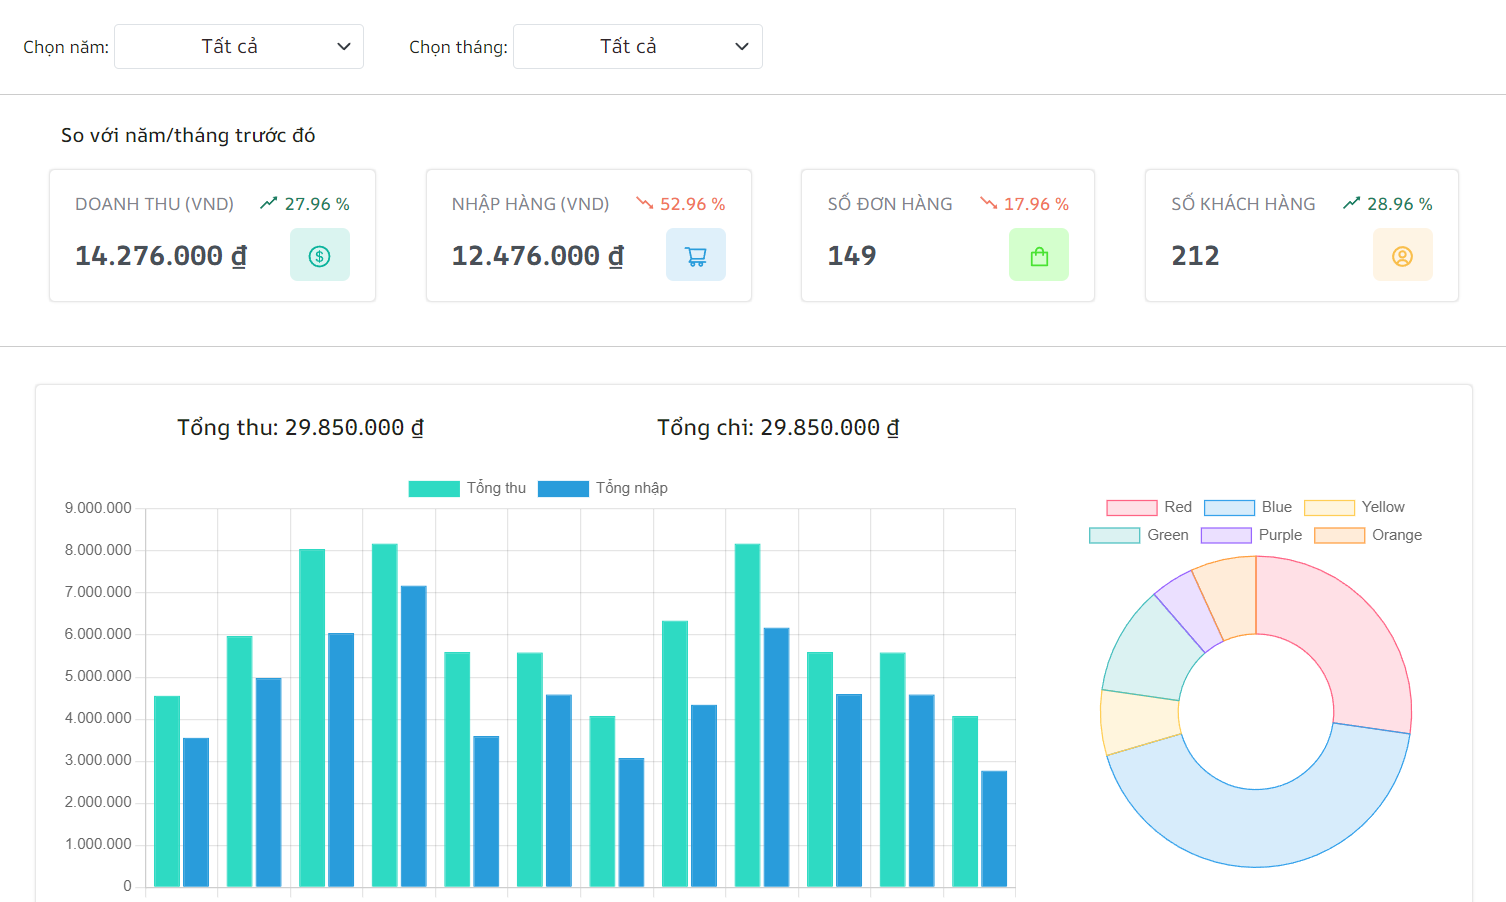 Chọn năm: Tất cả Chọn tháng: Tất cả
So với năm/tháng trước đó
DOANH THU (VND) 27.96 %
14.276.000 ₫
NHẬP HÀNG (VND) 52.96 %
12.476.000 ₫
SỐ ĐƠN HÀNG 17.96 %
149
SỐ KHÁCH HÀNG 28.96 %
212
Tổng thu: 29.850.000 ₫ Tổng chi: 29.850.000 ₫
Tổng thu Tổng nhập
9.000.000
8.000.000
7.000.000
6.000.000
5.000.000
4.000.000
3.000.000
2.000.000
1.000.000
0
Red Blue Yellow
Green Purple Orange